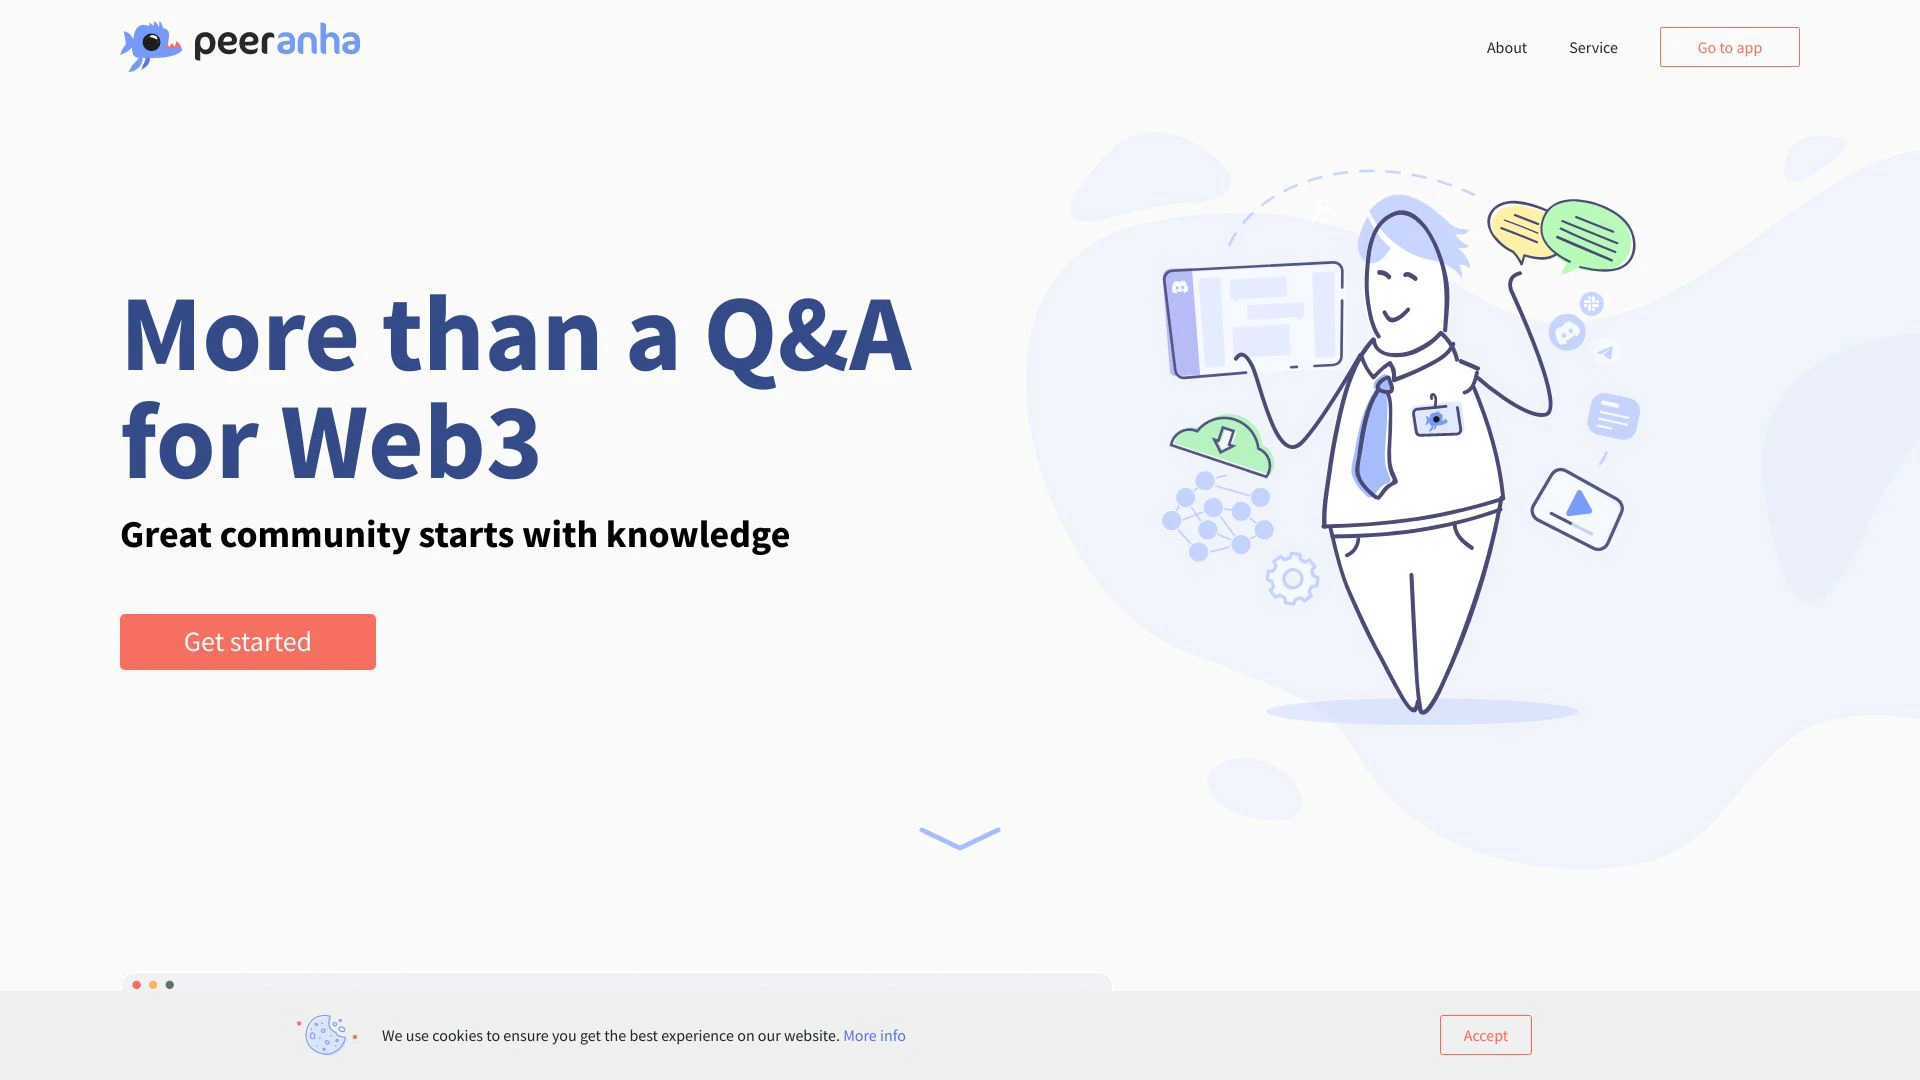 peeranha
About
Service
Go to app
More than a Q&A
for Web3
Great community starts with knowledge
Get started
We use cookies to ensure you get the best experience on our website. More info
Accept